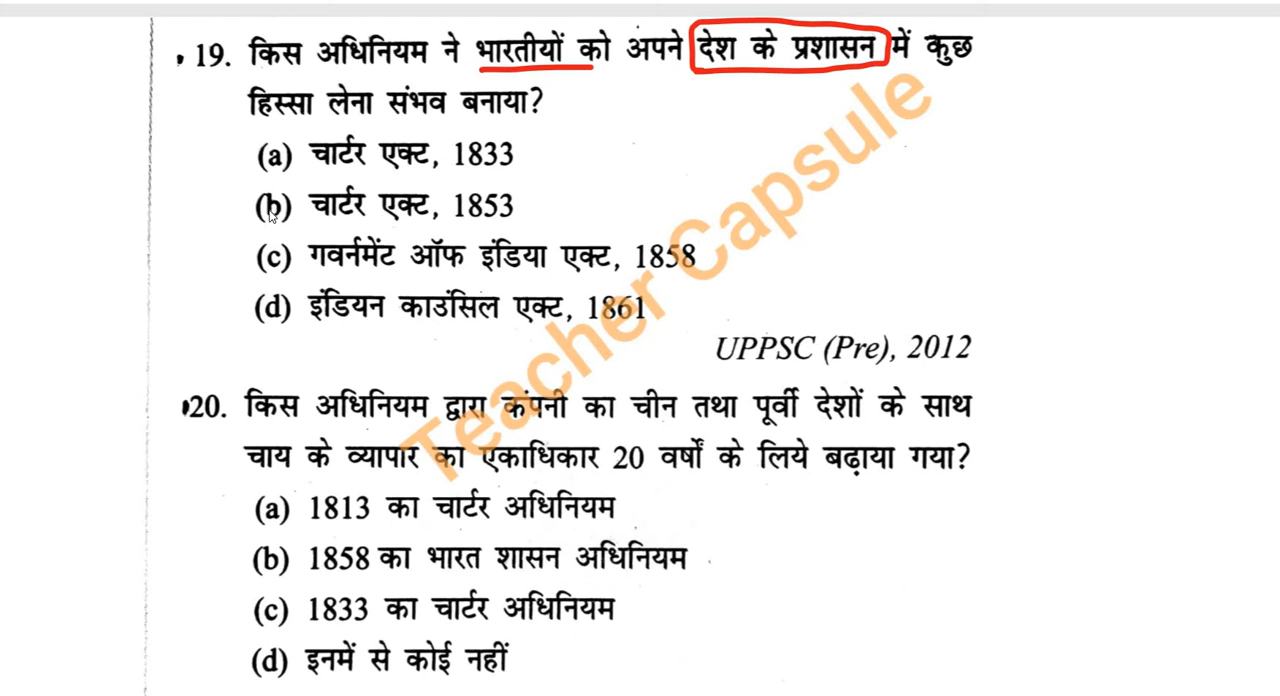 19. किस अधिनियम ने भारतीयों को अपने देश के प्रशासन में कुछ
हिस्सा लेना संभव बनाया?
(a) चार्टर एक्ट, 1833
(b) चार्टर एक्ट, 1853
(c) गवर्नमेंट ऑफ इंडिया एक्ट, 1858
(d) इंडियन काउंसिल एक्ट, 1861
UPPSC (Pre), 2012
20. किस अधिनियम द्वारा कंपनी का चीन तथा पूर्वी देशों के साथ
चाय के व्यापार का एकाधिकार 20 वर्षों के लिये बढ़ाया गया?
(a) 1813 का चार्टर अधिनियम
(b) 1858 का भारत शासन अधिनियम
(c) 1833 का चार्टर अधिनियम
(d) इनमें से कोई नहीं
Teacher Capsule